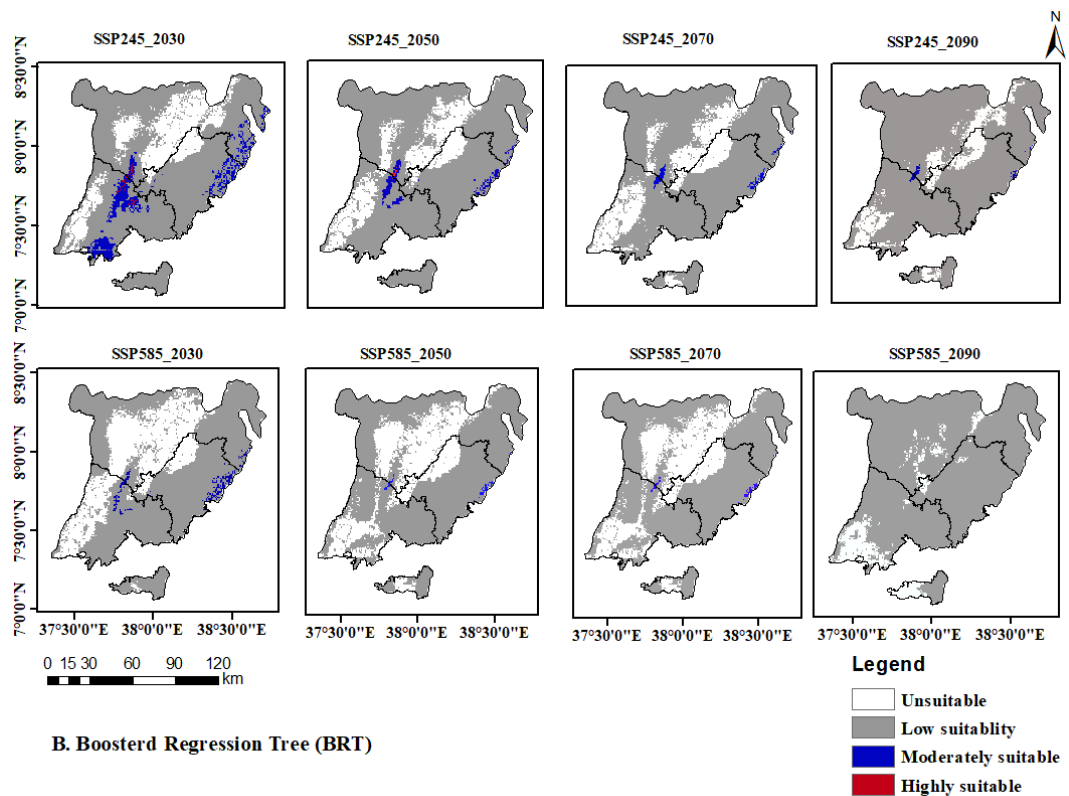 N
SSP245_2030 SSP245_2050 SSP245_2070 SSP245_2090
8°30'0"N
8°0'0"N
7°30'0"N
7°0'0"N
SSP585_2030 SSP585_2050 SSP585_2070 SSP585_2090
8°30'0"N
8°0'0"N
7°30'0"N
7°0'0"N
37°30'0"E 38°0'0"E 38°30'0"E 37°30'0"E 38°0'0"E 38°30'0"E 37°30'0"E 38°0'0"E 38°30'0"E 37°30'0"E 38°0'0"E 38°30'0"E
0 15 30 60 90 120
km
Legend
Unsuitable
Low suitablity
Moderately suitable
Highly suitable
B. Boosterd Regression Tree (BRT)